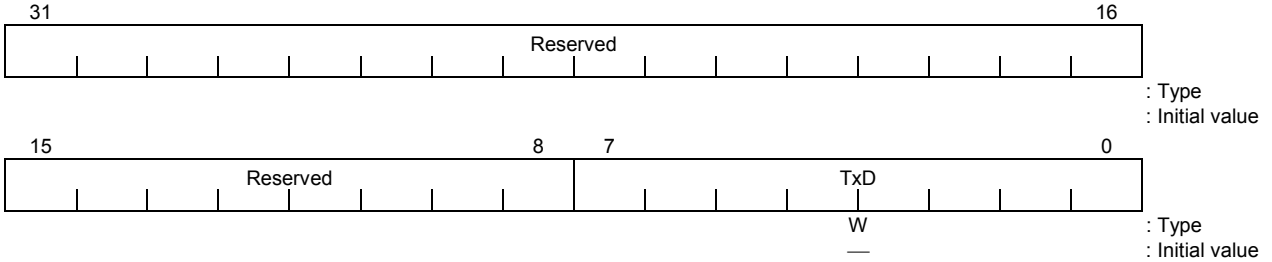 31 16
Reserved
: Type
: Initial value
15 8 7 0
Reserved TxD
W : Type
— : Initial value